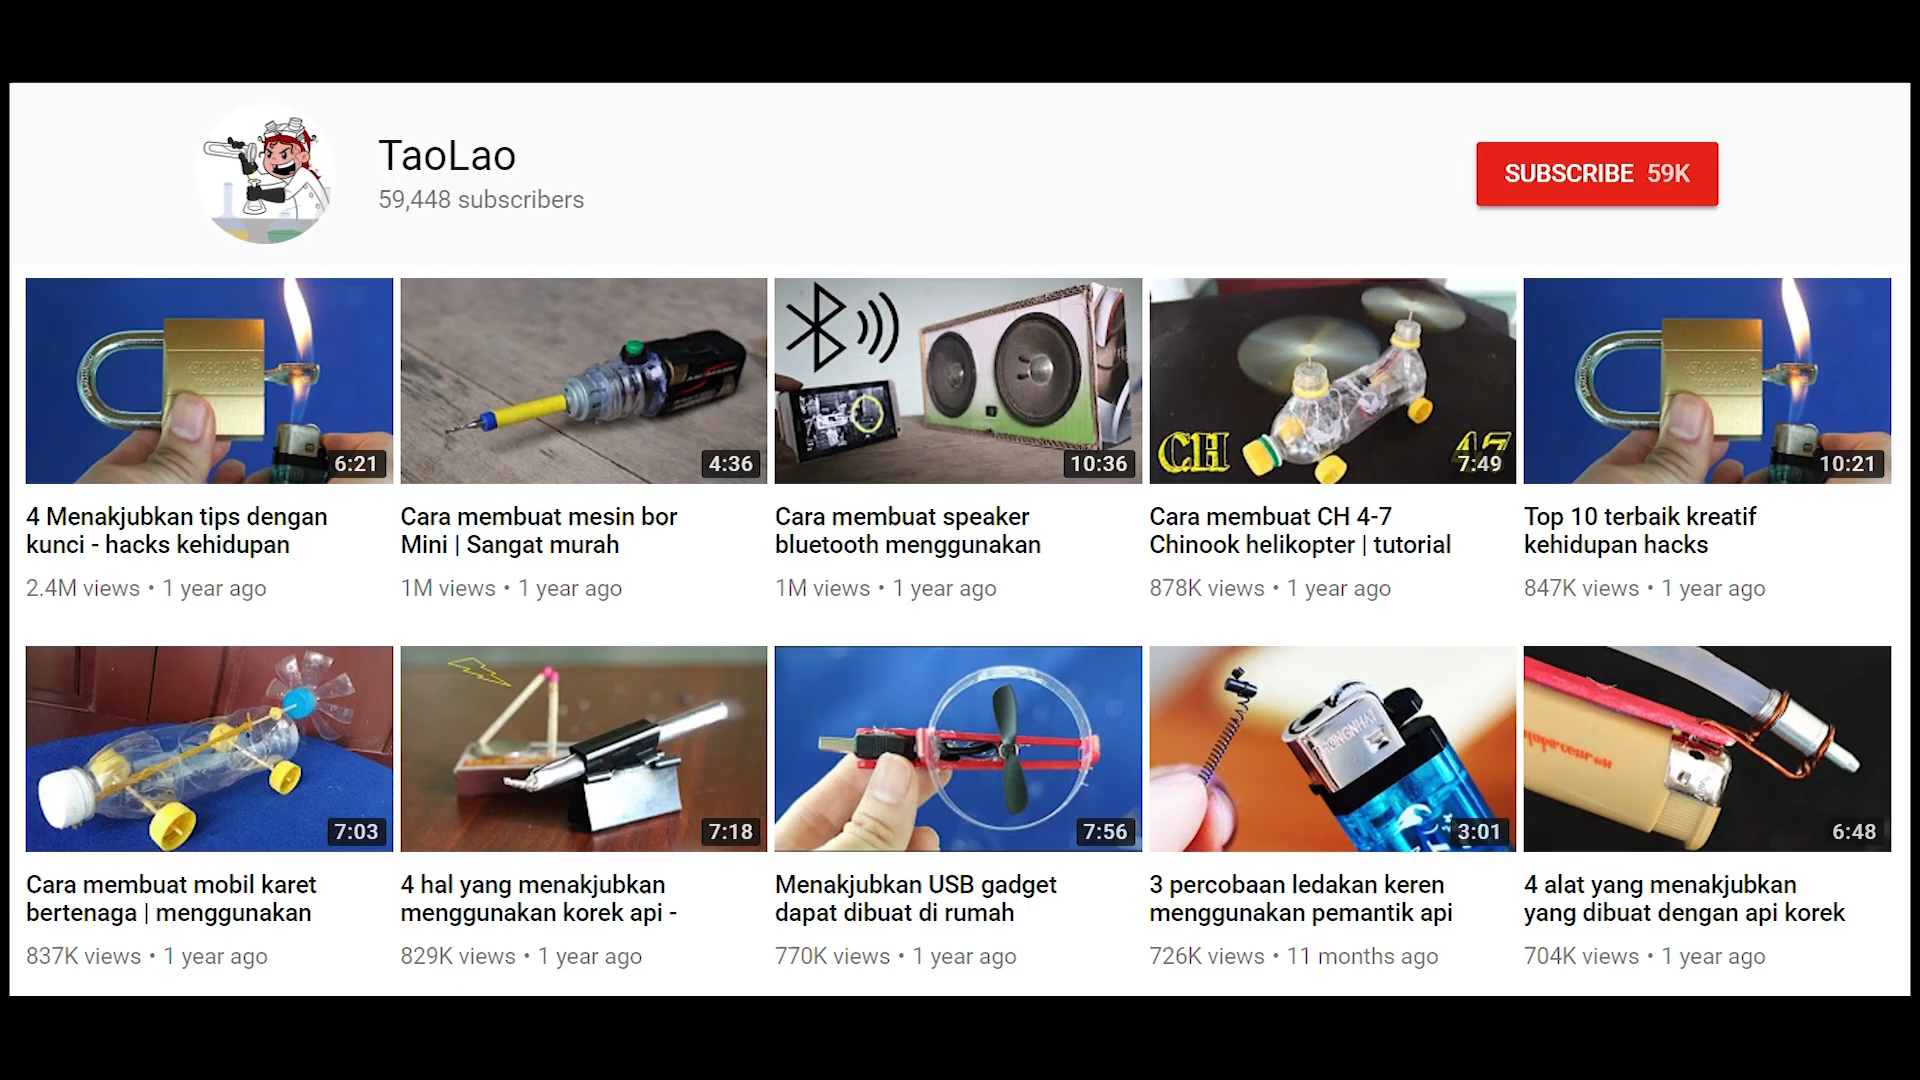 TaoLao
59,448 subscribers
SUBSCRIBE 59K
6:21
4:36
10:36
CH 47
7:49
10:21
4 Menakjubkan tips dengan
kunci - hacks kehidupan
2.4M views • 1 year ago
Cara membuat mesin bor
Mini | Sangat murah
1M views • 1 year ago
Cara membuat speaker
bluetooth menggunakan
1M views • 1 year ago
Cara membuat CH 4-7
Chinook helikopter | tutorial
878K views • 1 year ago
Top 10 terbaik kreatif
kehidupan hacks
847K views • 1 year ago
7:03
7:18
7:56
3:01
6:48
Cara membuat mobil karet
bertenaga | menggunakan
837K views • 1 year ago
4 hal yang menakjubkan
menggunakan korek api -
829K views • 1 year ago
Menakjubkan USB gadget
dapat dibuat di rumah
770K views • 1 year ago
3 percobaan ledakan keren
menggunakan pemantik api
726K views • 11 months ago
4 alat yang menakjubkan
yang dibuat dengan api korek
704K views • 1 year ago